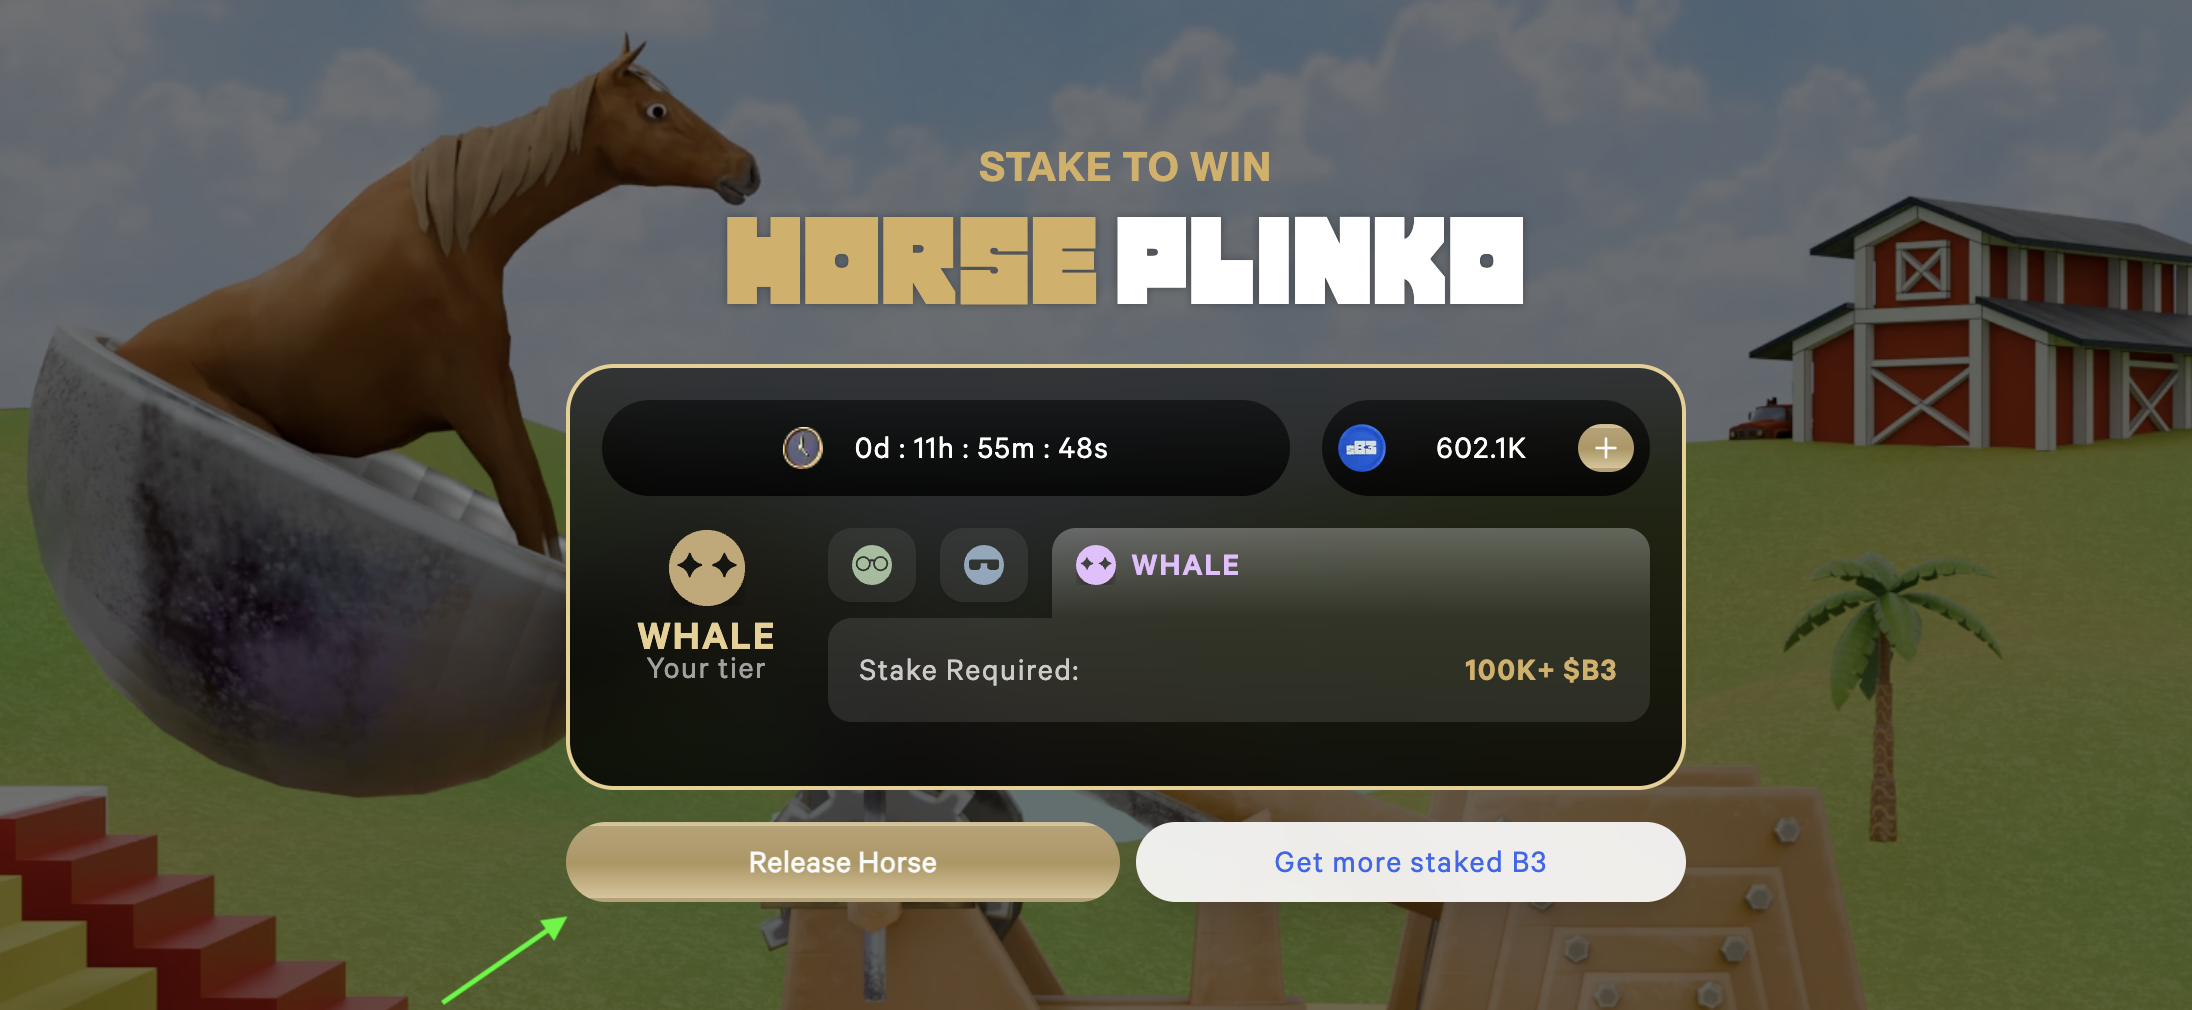 STAKE TO WIN
HORSE PLINKO
0d : 11h : 55m : 48s
sB3
602.1K
+
WHALE
Your tier
WHALE
Stake Required:
100K+ $B3
Release Horse
Get more staked B3